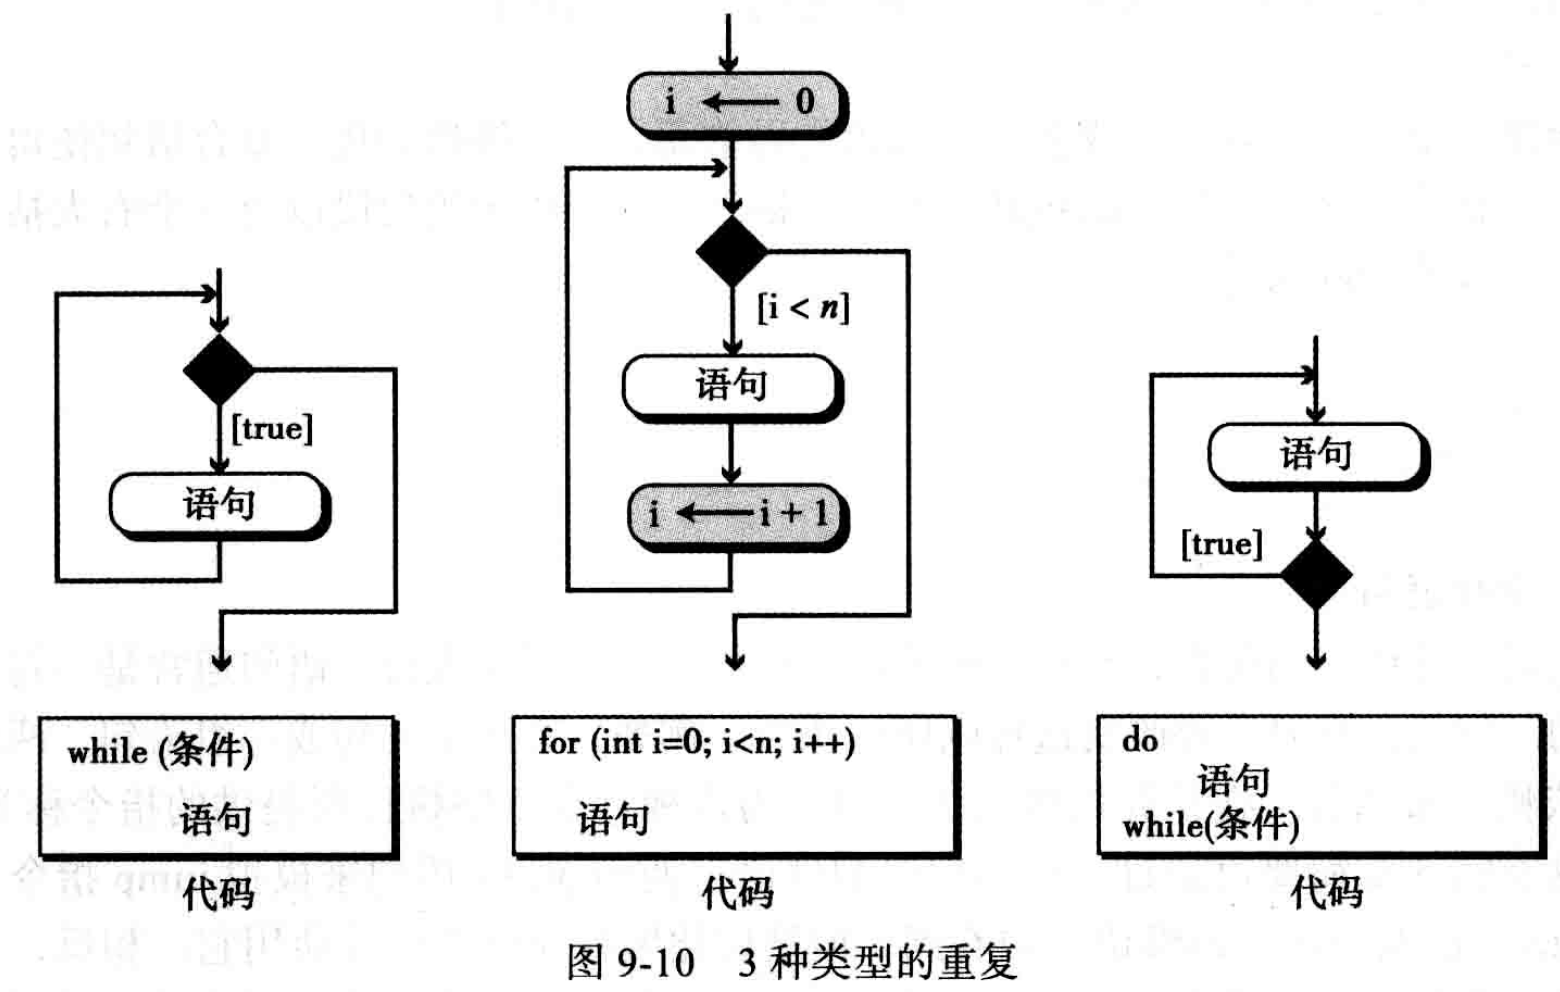 i ← 0
[i < n]
语句
i ← i + 1
[true]
语句
语句
[true]
while (条件)
语句
代码
for (int i=0; i<n; i++)
语句
代码
do
语句
while(条件)
代码
图 9-10 3 种类型的重复